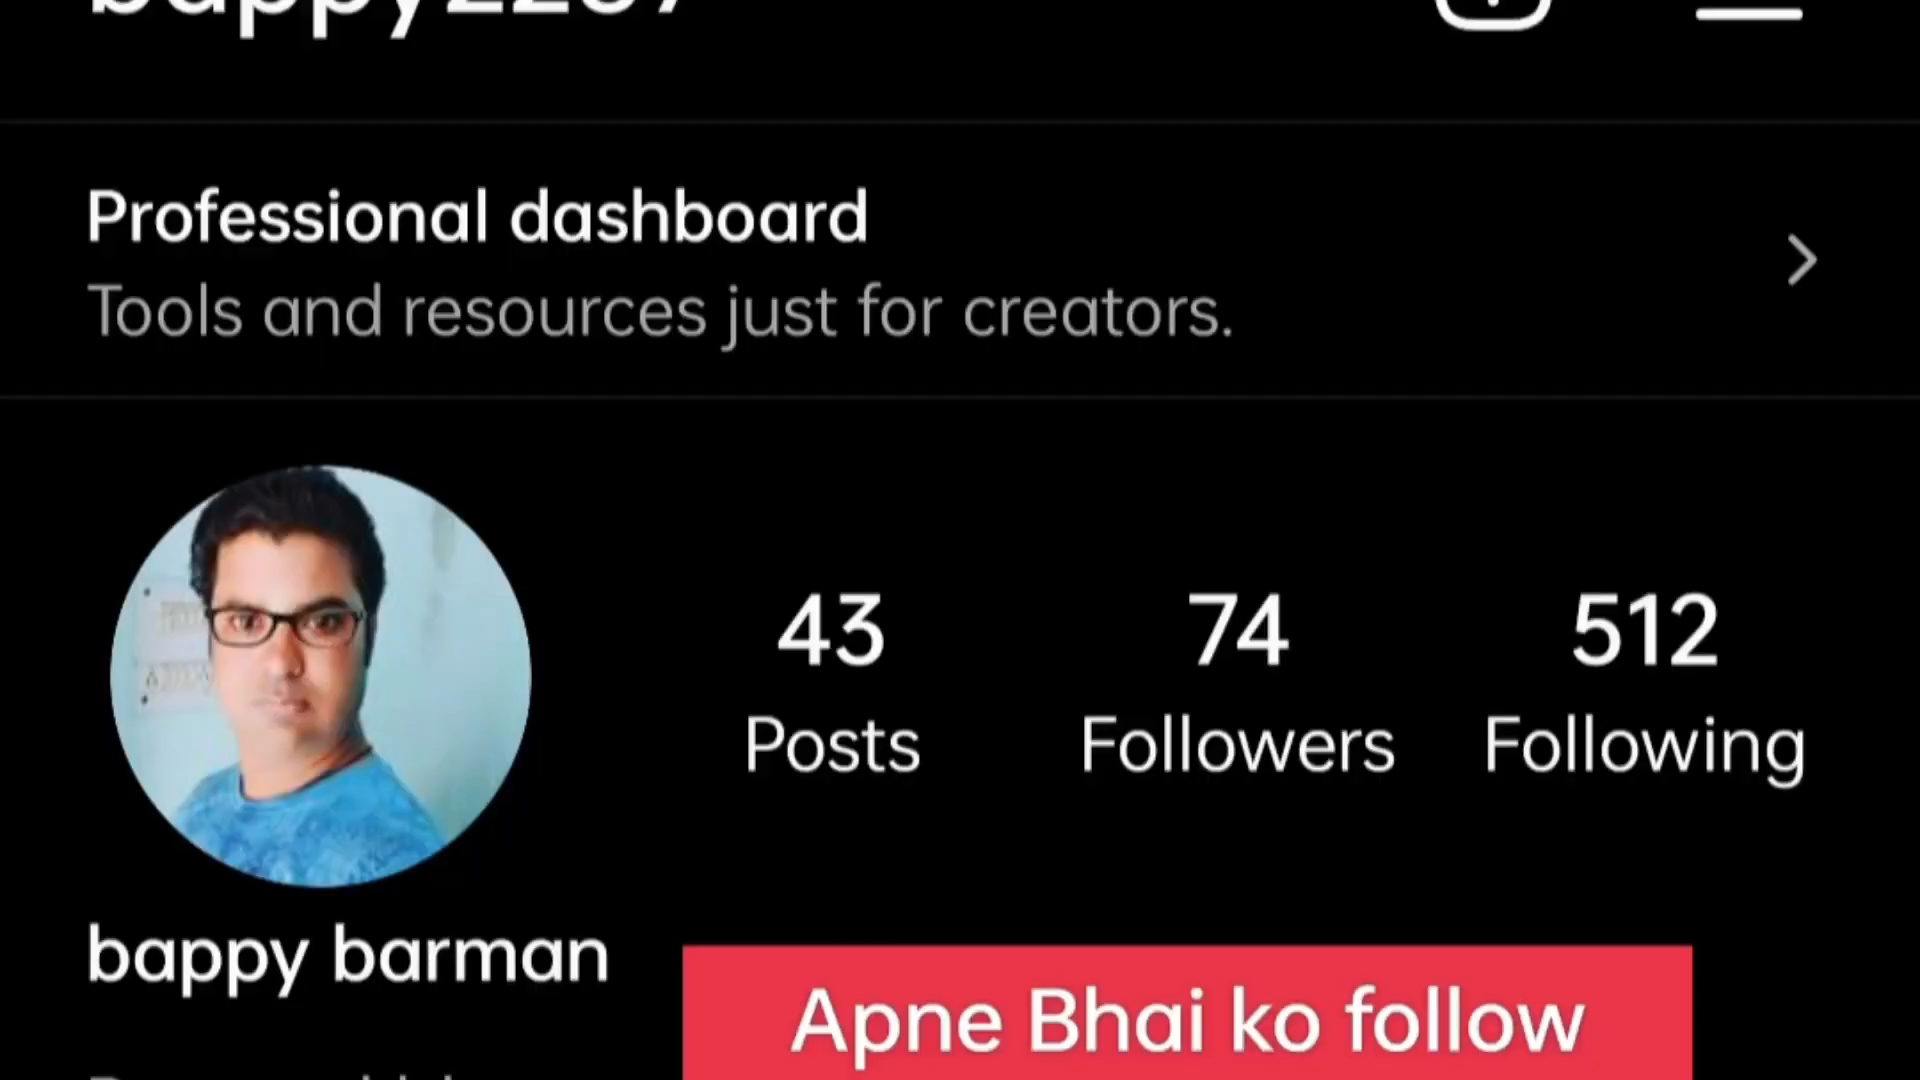 Professional dashboard
Tools and resources just for creators.
43
Posts
74
Followers
512
Following
bappy barman
Apne Bhai ko follow